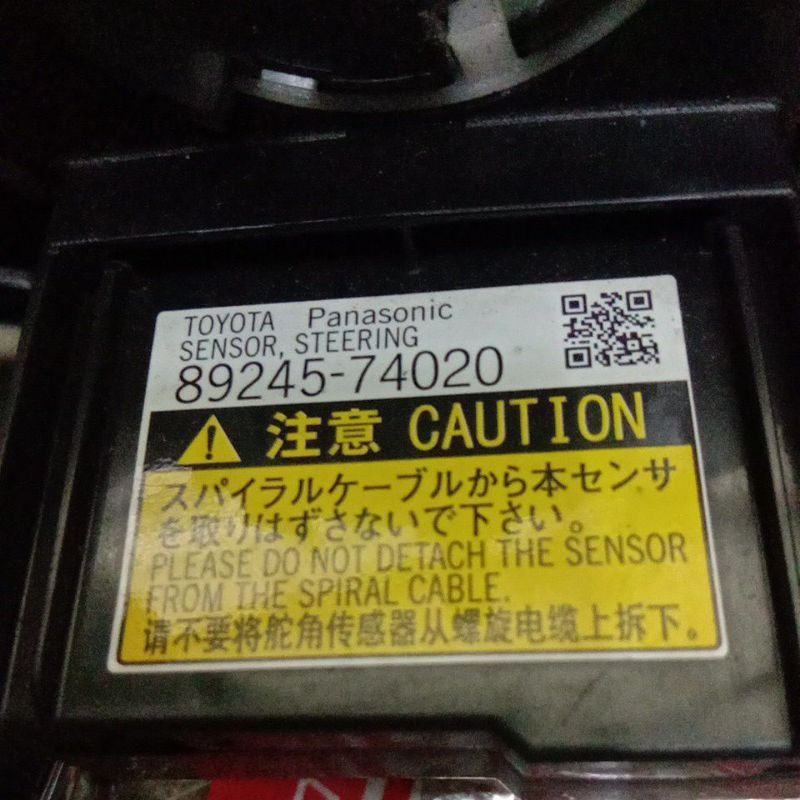 TOYOTA Panasonic
SENSOR, STEERING
89245-74020
注意 CAUTION
スパイラルケーブルから本センサ
を取りはずさないで下さい。
PLEASE DO NOT DETACH THE SENSOR
FROM THE SPIRAL CABLE.
请不要将舵角传感器从螺旋电缆上拆下。